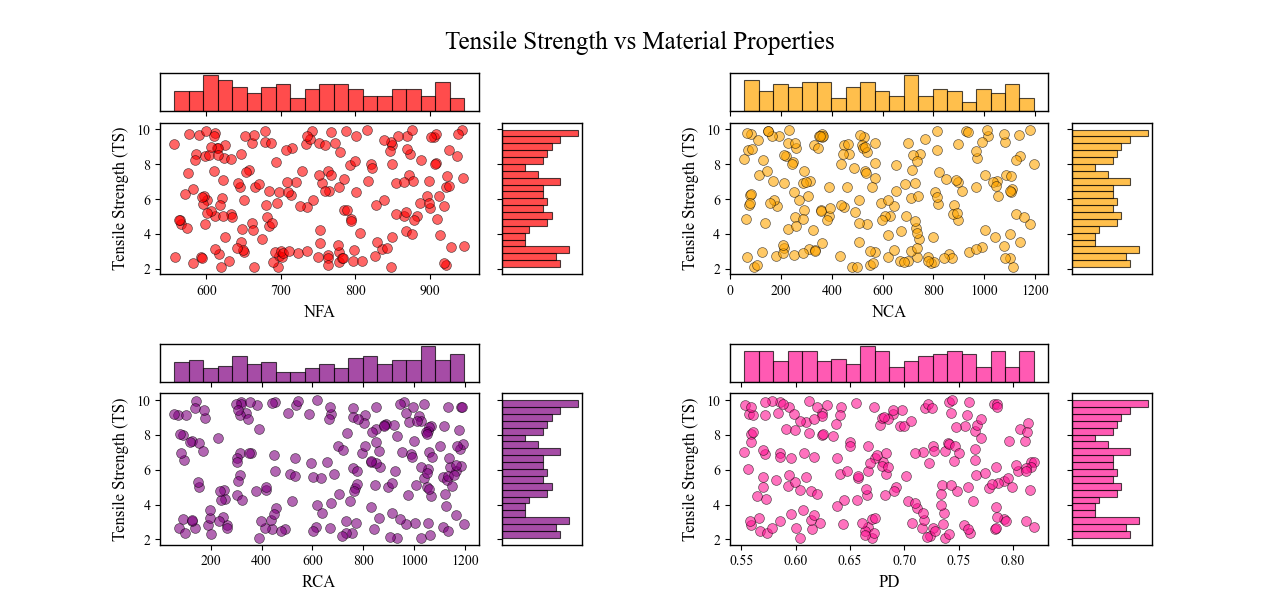 Tensile Strength vs Material Properties
Tensile Strength (TS)
10
8
6
4
2
600 700 800 900
NFA
Tensile Strength (TS)
10
8
6
4
2
0 200 400 600 800 1000 1200
NCA
Tensile Strength (TS)
10
8
6
4
2
200 400 600 800 1000 1200
RCA
Tensile Strength (TS)
10
8
6
4
2
0.55 0.60 0.65 0.70 0.75 0.80
PD